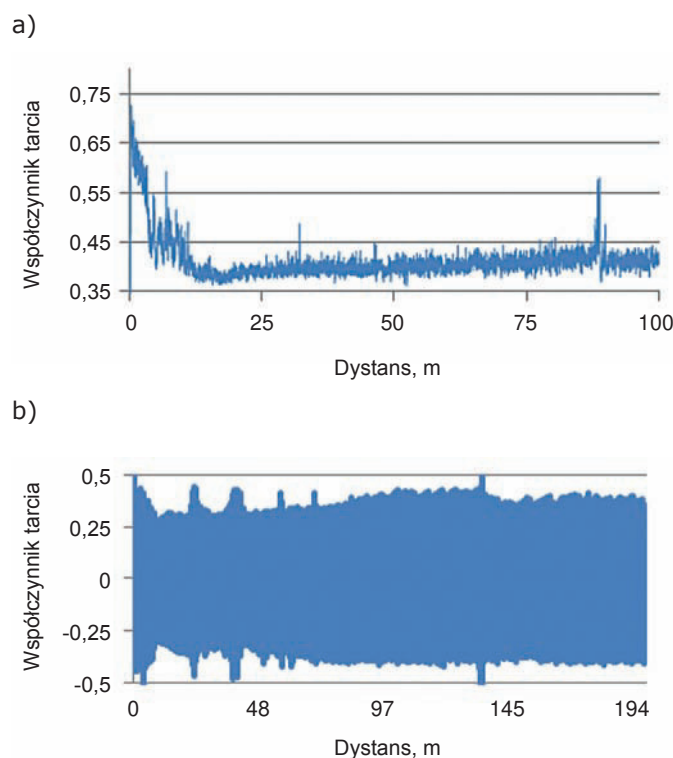 a)
Współczynnik tarcia
0,75
0,65
0,55
0,45
0,35
0 25 50 75 100
Dystans, m
b)
Współczynnik tarcia
0,5
0,25
0
-0,25
-0,5
0 48 97 145 194
Dystans, m